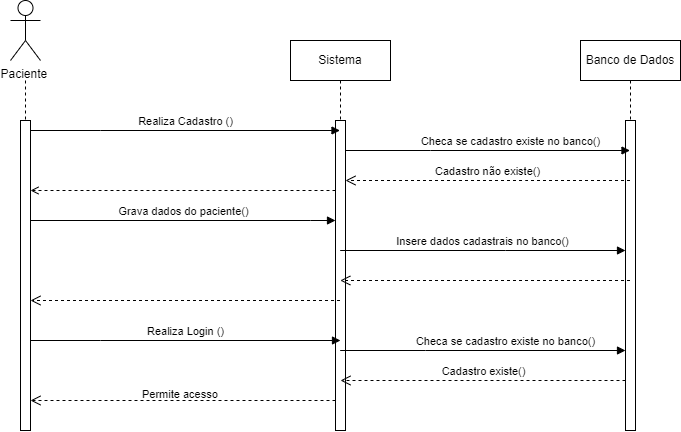 Paciente
Sistema
Banco de Dados
Realiza Cadastro ()
Checa se cadastro existe no banco()
Cadastro não existe()
Grava dados do paciente()
Insere dados cadastrais no banco()
Realiza Login ()
Checa se cadastro existe no banco()
Cadastro existe()
Permite acesso